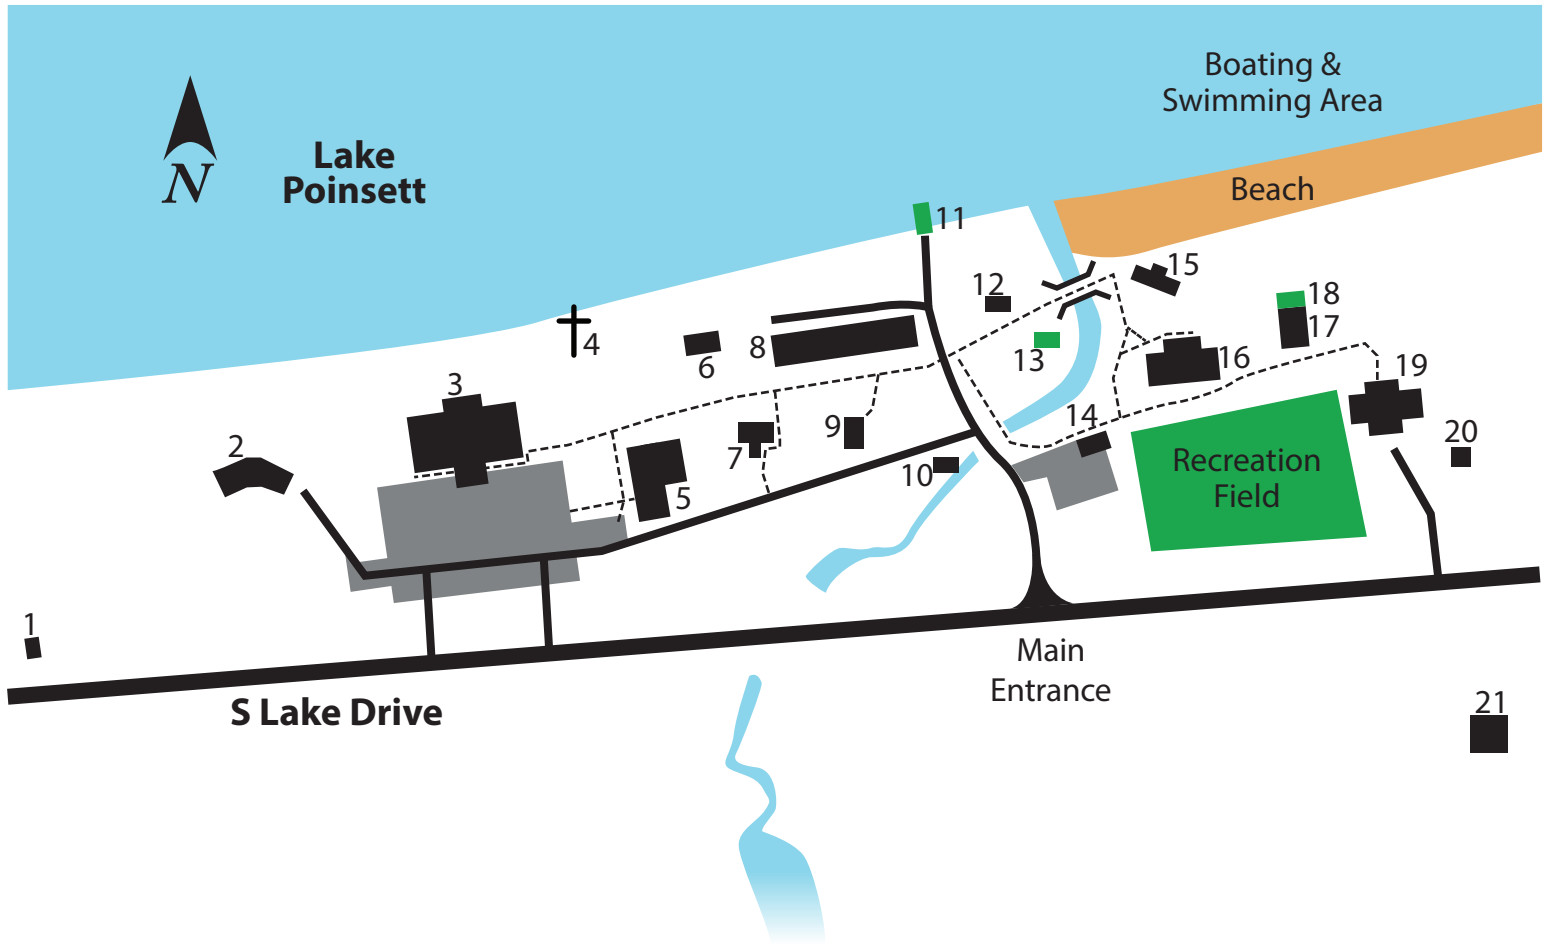 Boating &
Swimming Area
Lake
Poinsett
N
Beach
11
15
12
18
17
4
8
6
13
16
3
19
14
9
2
7
20
10
5
Recreation
Field
1
Main
Entrance
S Lake Drive
21